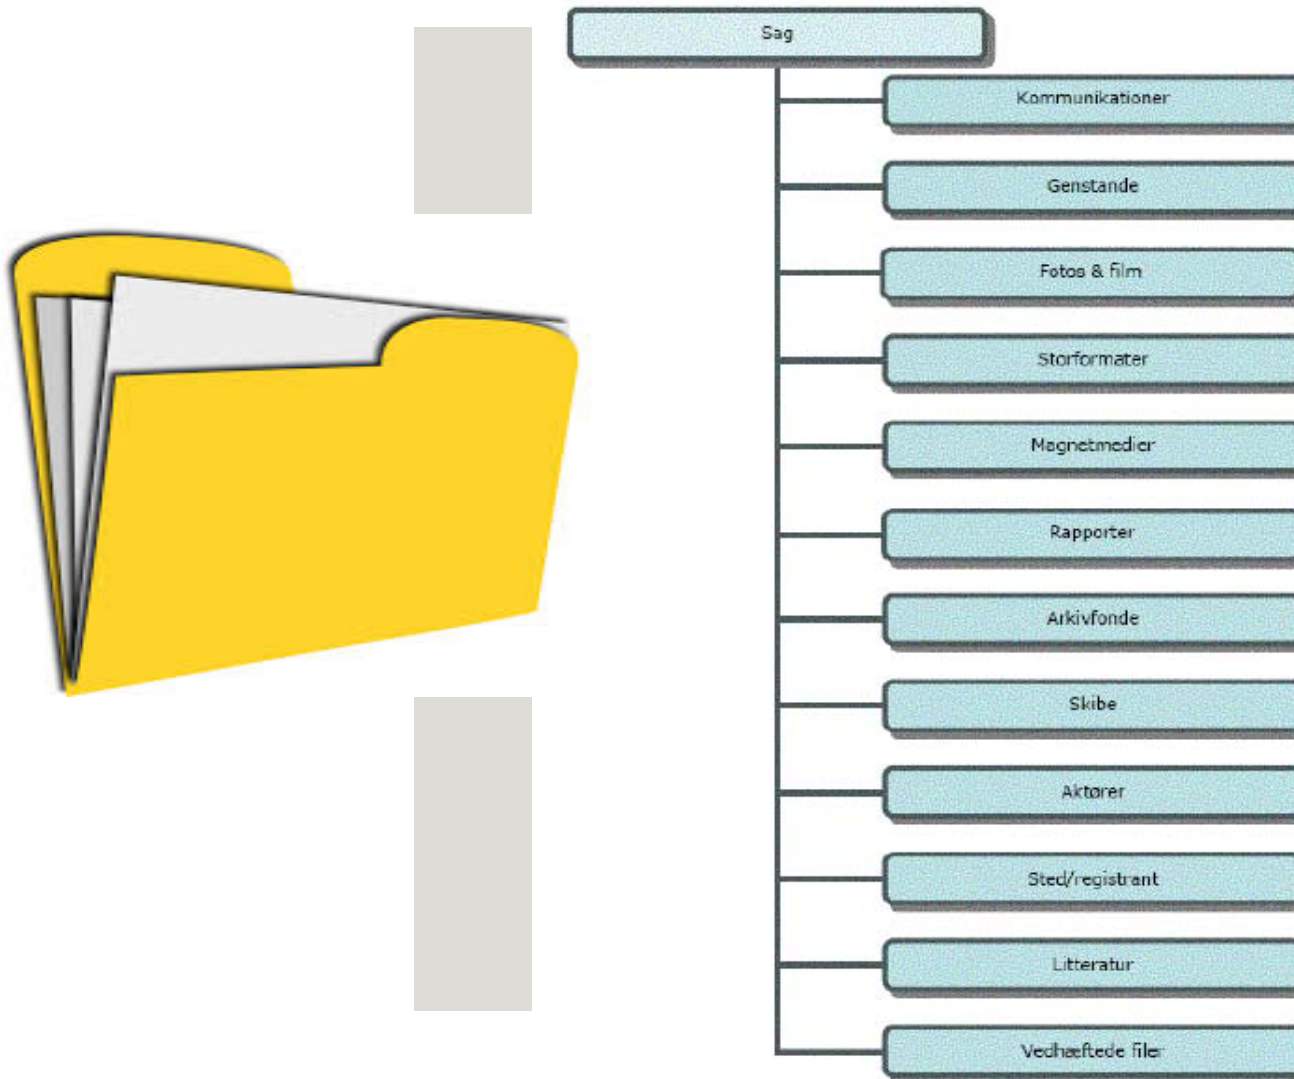 Sag
Kommunikationer
Genstande
Fotos & film
Storformater
Magnetmedier
Rapporter
Arkivfonde
Skibe
Aktører
Sted/registrant
Litteratur
Vedhæftede filer